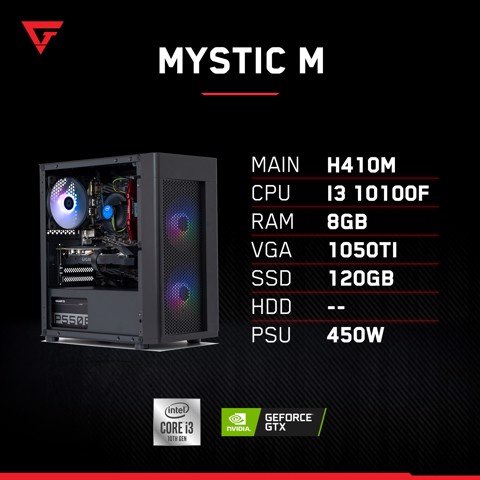 MYSTIC M
MAIN H410M
CPU I3 10100F
RAM 8GB
VGA 1050TI
SSD 120GB
HDD --
PSU 450W
P550B
intel
CORE i3
10TH GEN
NVIDIA.
GEFORCE
GTX